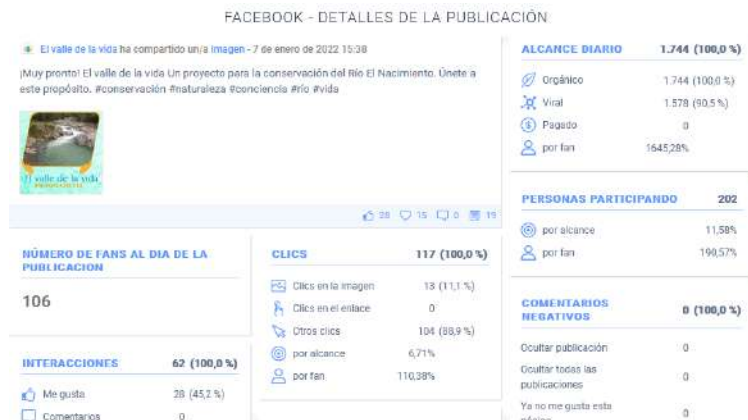 FACEBOOK - DETALLES DE LA PUBLICACIÓN
El valle de la vida ha compartido un/a Imagen - 7 de enero de 2022 15:38
¡Muy pronto! El valle de la vida Un proyecto para la conservación del Río El Nacimiento. Únete a
este propósito. #conservación #naturaleza #conciencia #río #vida
El valle de la vida
28 15 0 19
NÚMERO DE FANS AL DIA DE LA
PUBLICACION
106
INTERACCIONES 62 (100,0 %)
Me gusta 28 (45,2 %)
Comentarios 0
CLICS 117 (100,0 %)
Clics en la imagen 13 (11,1 %)
Clics en el enlace 0
Otros clics 104 (88,9 %)
por alcance 6,71%
por fan 110,38%
ALCANCE DIARIO 1.744 (100,0 %)
Orgánico 1.744 (100,0 %)
Viral 1.578 (90,5 %)
Pagado 0
por fan 1645,28%
PERSONAS PARTICIPANDO 202
por alcance 11,58%
por fan 190,57%
COMENTARIOS
NEGATIVOS 0 (100,0 %)
Ocultar publicación 0
Ocultar todas las
publicaciones 0
Ya no me gusta esta
0